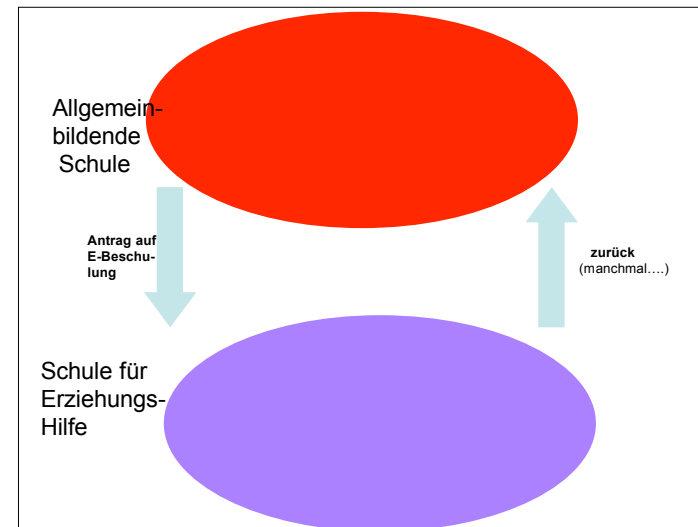 Allgemein-
bildende
Schule
Antrag auf
E-Beschu-
lung
zurück
(manchmal….)
Schule für
Erziehungs-
Hilfe